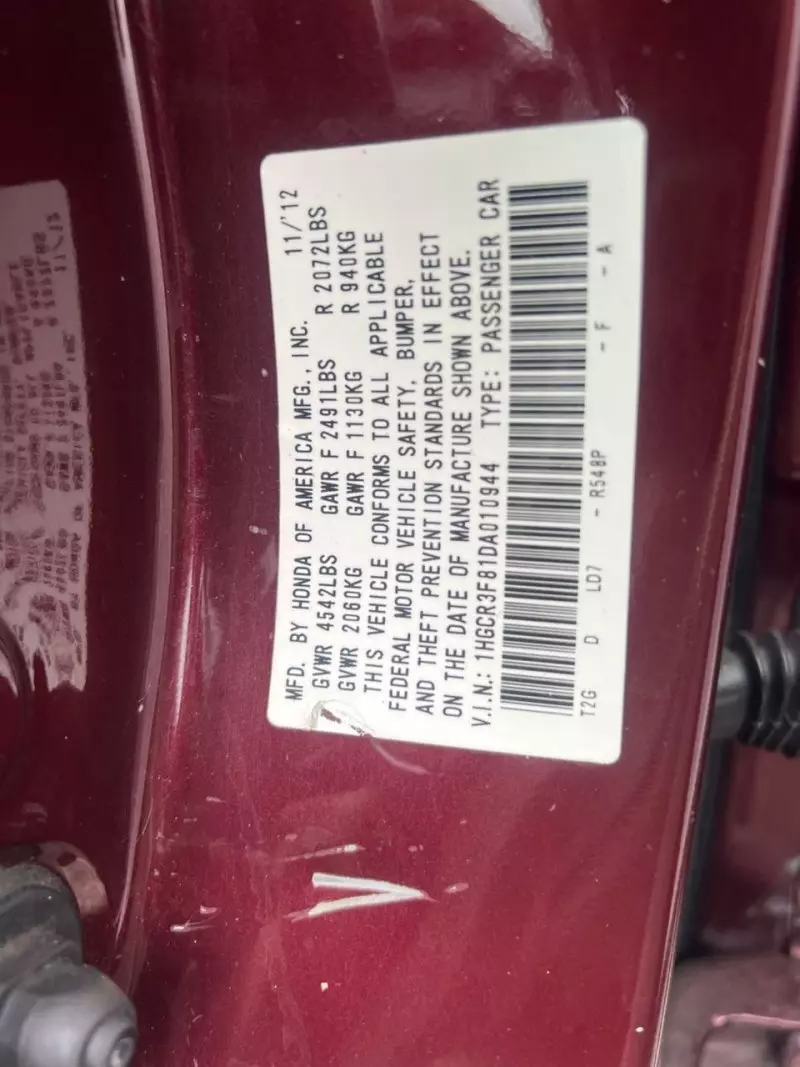 MFD. BY HONDA OF AMERICA MFG., INC. 11/'12
GVWR 4542LBS GAWR F 2491LBS R 2072LBS
GVWR 2060KG GAWR F 1130KG R 940KG
THIS VEHICLE CONFORMS TO ALL APPLICABLE
FEDERAL MOTOR VEHICLE SAFETY, BUMPER,
AND THEFT PREVENTION STANDARDS IN EFFECT
ON THE DATE OF MANUFACTURE SHOWN ABOVE.
V.I.N.: 1HGCR3F81DA010944 TYPE: PASSENGER CAR
T2G D LD7 - R548P - F - A